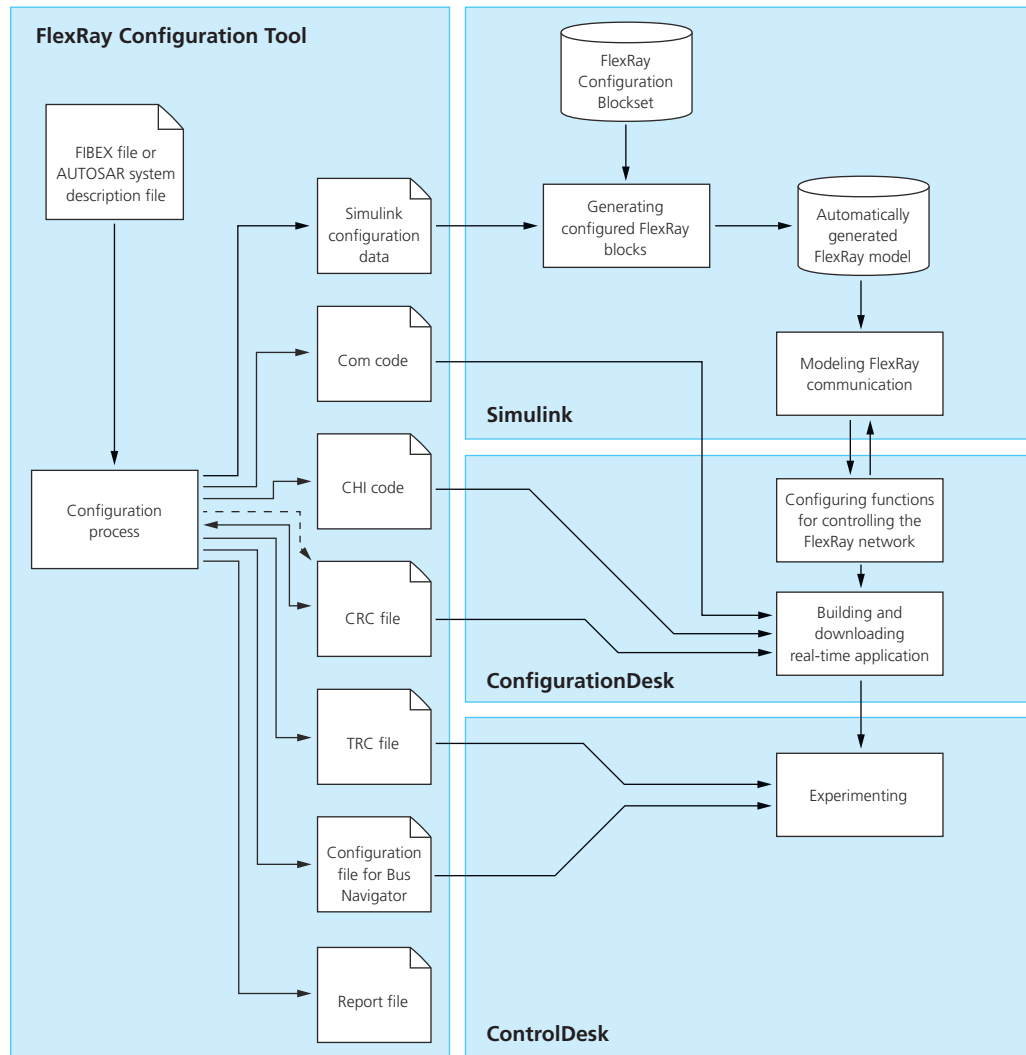 FlexRay Configuration Tool
FIBEX file or
AUTOSAR system
description file
Configuration
process
Simulink
configuration
data
Com code
CHI code
CRC file
TRC file
Configuration
file for Bus
Navigator
Report file
FlexRay
Configuration
Blockset
Generating
configured FlexRay
blocks
Automatically
generated
FlexRay model
Modeling FlexRay
communication
Simulink
Configuring functions
for controlling the
FlexRay network
Building and
downloading
real-time application
ConfigurationDesk
Experimenting
ControlDesk